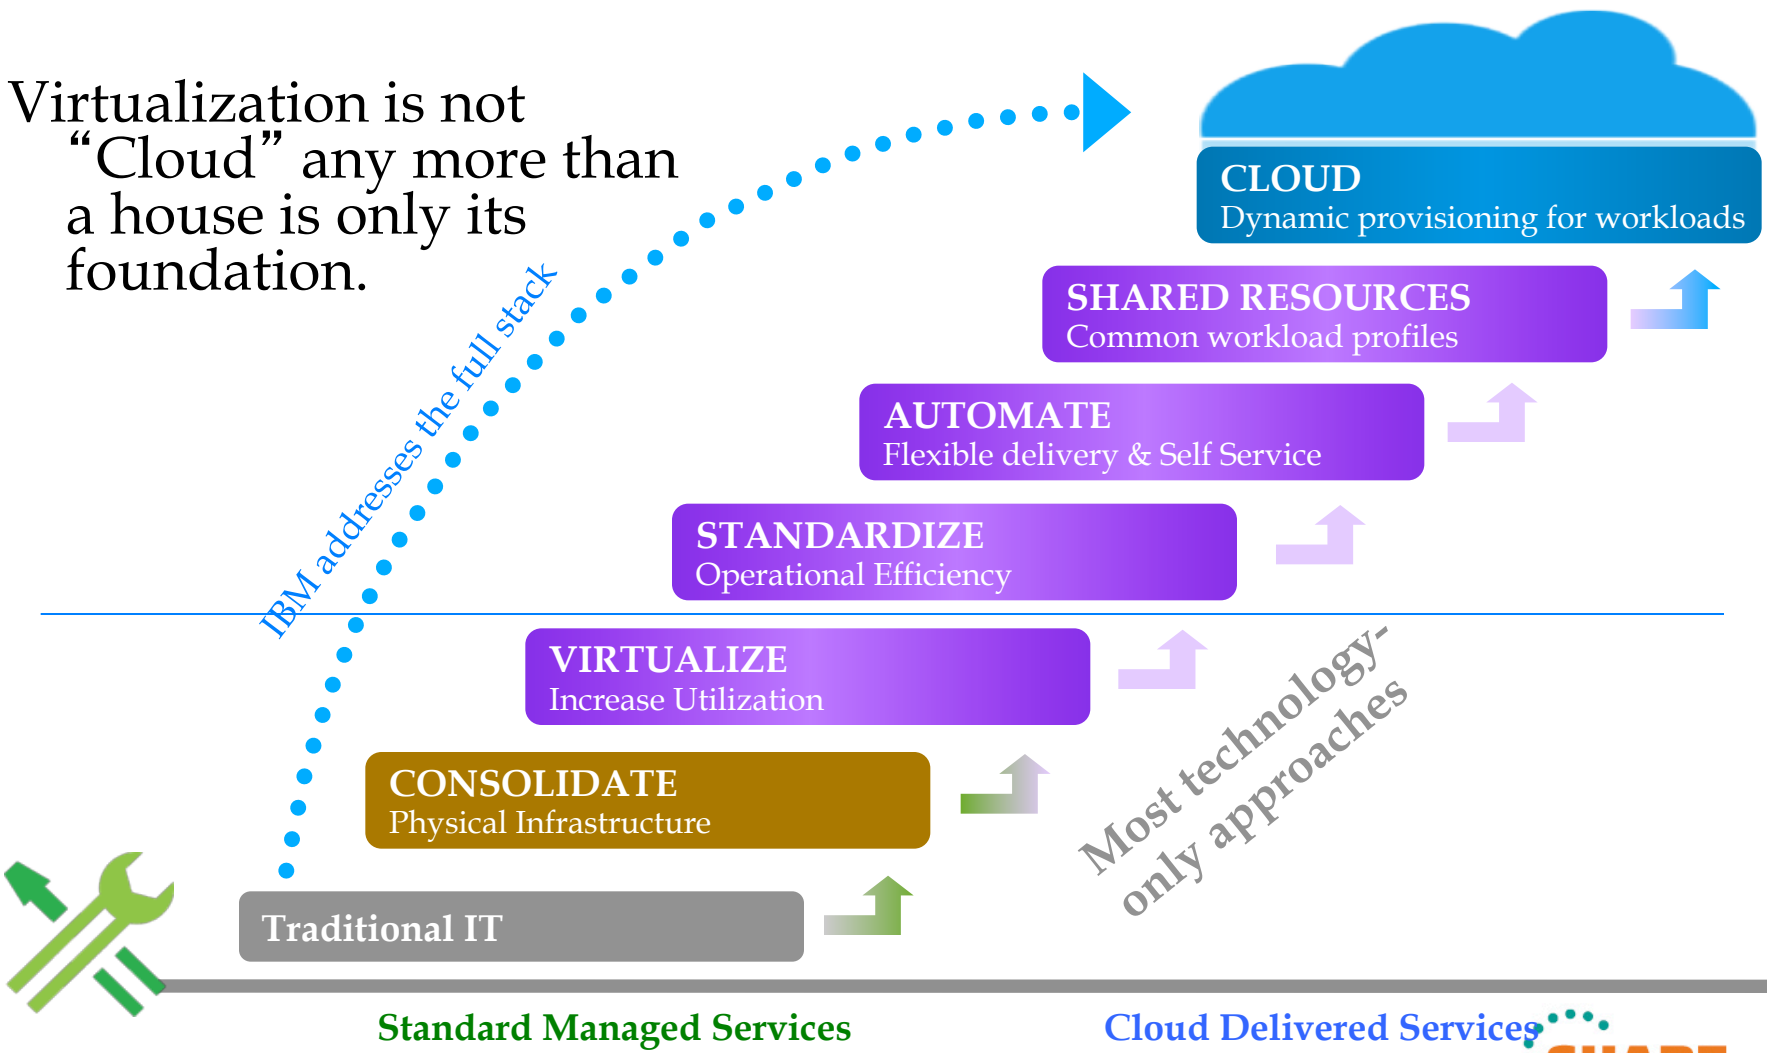 Virtualization is not
“Cloud” any more than
a house is only its
foundation.
IBM addresses the full stack
CLOUD
Dynamic provisioning for workloads
SHARED RESOURCES
Common workload profiles
AUTOMATE
Flexible delivery & Self Service
STANDARDIZE
Operational Efficiency
VIRTUALIZE
Increase Utilization
CONSOLIDATE
Physical Infrastructure
Traditional IT
Most technology-
only approaches
Standard Managed Services
Cloud Delivered Services